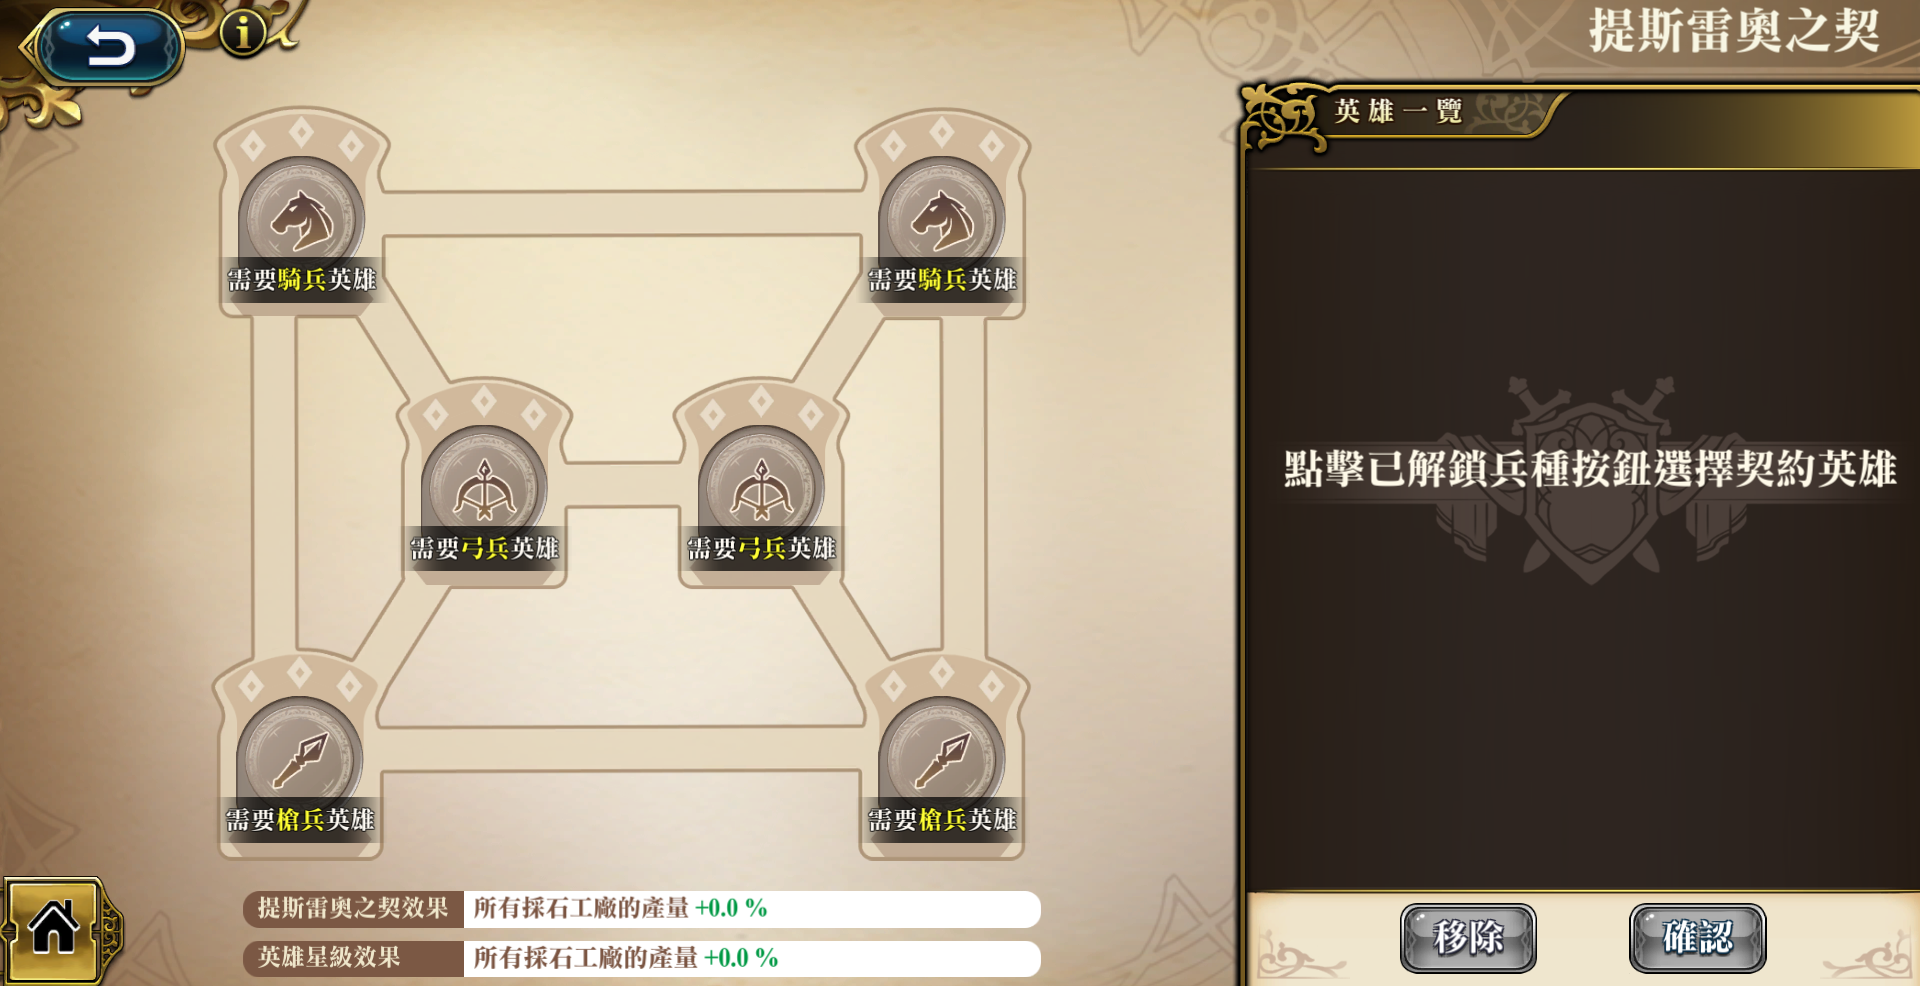 提斯雷奧之契
英雄一覽
需要騎兵英雄
需要騎兵英雄
點擊已解鎖兵種按鈕選擇契約英雄
需要弓兵英雄
需要弓兵英雄
需要槍兵英雄
需要槍兵英雄
提斯雷奧之契效果 所有採石工廠的產量 +0.0 %
英雄星級效果 所有採石工廠的產量 +0.0 %
移除
確認